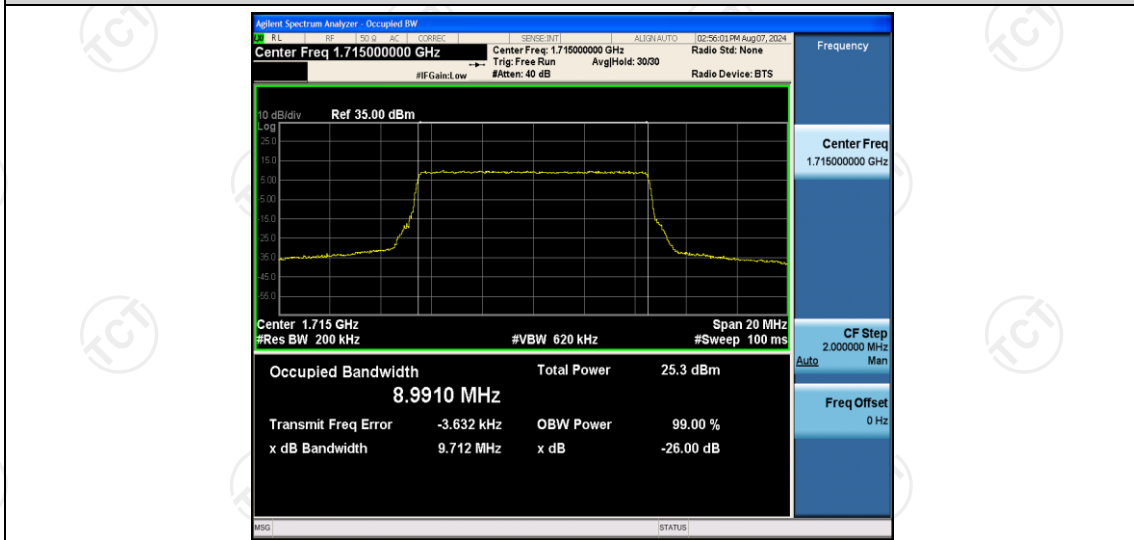 Agilent Spectrum Analyzer - Occupied BW
RL RF 50 Ω AC CORREC SENSE:INT ALIGN AUTO 02:56:01 PM Aug 07, 2024
Center Freq 1.715000000 GHz
Center Freq: 1.715000000 GHz Radio Std: None
Trig: Free Run Avg|Hold: 30/30
#IFGain:Low #Atten: 40 dB Radio Device: BTS
10 dB/div Ref 35.00 dBm
Log
25.0
15.0
5.00
-5.00
-15.0
-25.0
-35.0
-45.0
-55.0
Center 1.715 GHz Span 20 MHz
#Res BW 200 kHz #VBW 620 kHz #Sweep 100 ms
Occupied Bandwidth Total Power 25.3 dBm
8.9910 MHz
Transmit Freq Error -3.632 kHz OBW Power 99.00 %
x dB Bandwidth 9.712 MHz x dB -26.00 dB
MSG STATUS
Frequency
Center Freq
1.715000000 GHz
CF Step
2.000000 MHz
Auto Man
Freq Offset
0 Hz
TCT
TCT
TCT
TCT